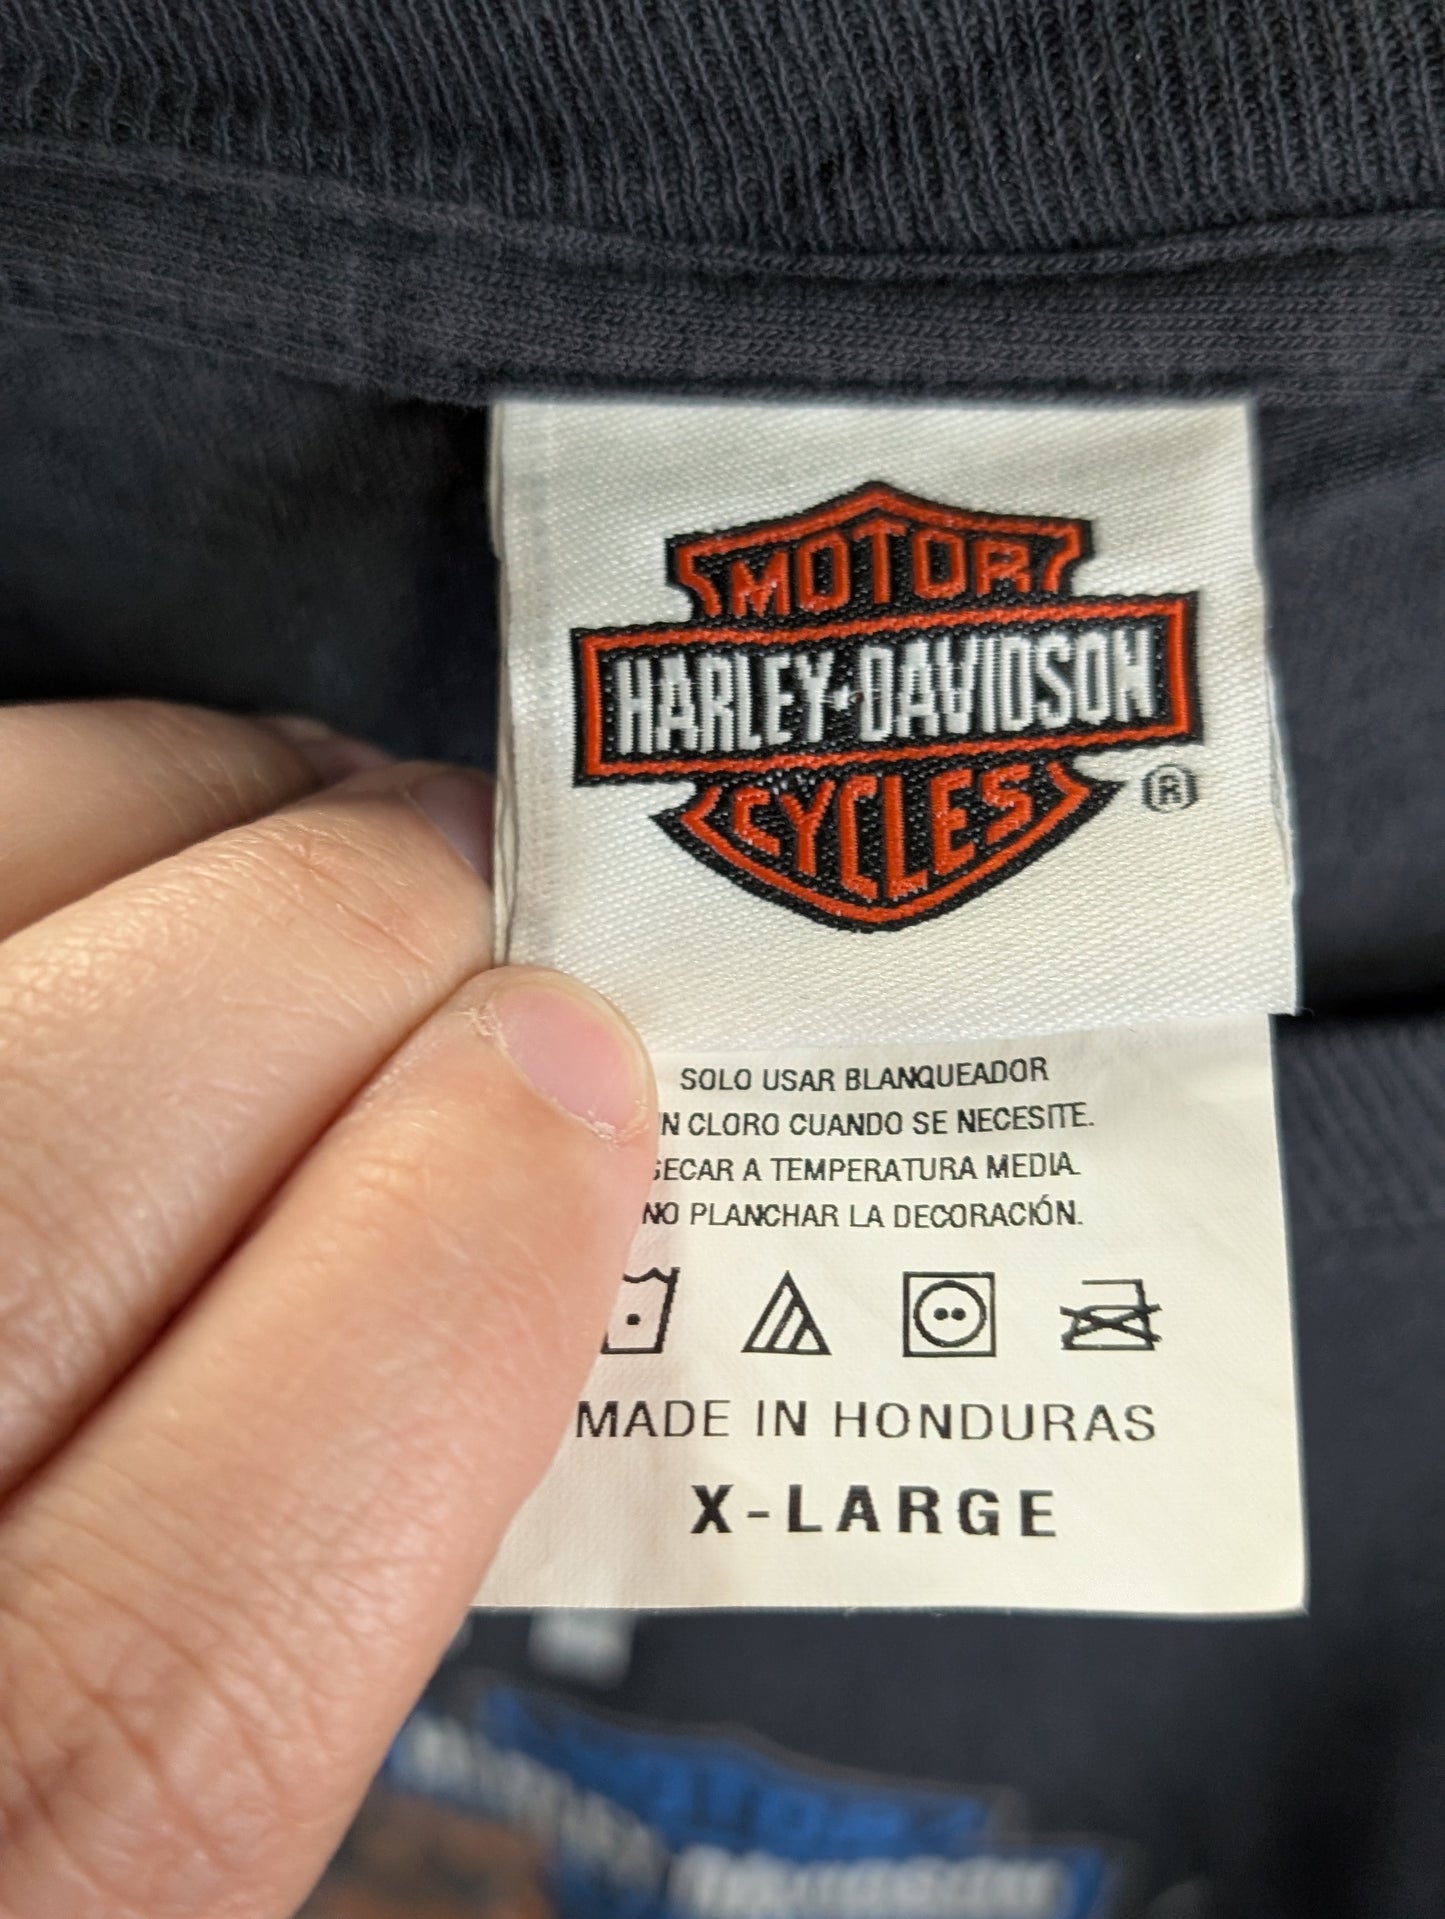 MOTOR
HARLEY-DAVIDSON
CYCLES
®
SOLO USAR BLANQUEADOR
N CLORO CUANDO SE NECESITE.
SECAR A TEMPERATURA MEDIA.
NO PLANCHAR LA DECORACIÓN.
MADE IN HONDURAS
X-LARGE